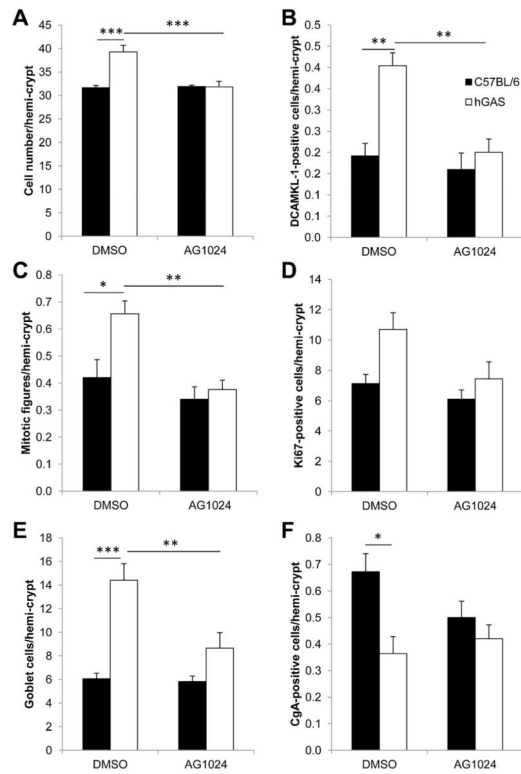 A
***
***
45
40
35
30
25
20
15
10
5
0
Cell number/hemi-crypt
DMSO
AG1024
B
**
**
0.5
0.4
0.4
0.3
0.3
0.2
0.2
0.1
0.1
0.0
DCAMKL-1-positive cells/hemi-crypt
C57BL/6
hGAS
DMSO
AG1024
C
*
**
0.8
0.7
0.6
0.5
0.4
0.3
0.2
0.1
0.0
Mitotic figures/hemi-crypt
DMSO
AG1024
D
14
12
10
8
6
4
2
0
Ki67-positive cells/hemi-crypt
DMSO
AG1024
E
***
**
18
16
14
12
10
8
6
4
2
0
Goblet cells/hemi-crypt
DMSO
AG1024
F
*
0.8
0.7
0.6
0.5
0.4
0.3
0.2
0.1
0.0
CgA-positive cells/hemi-crypt
DMSO
AG1024